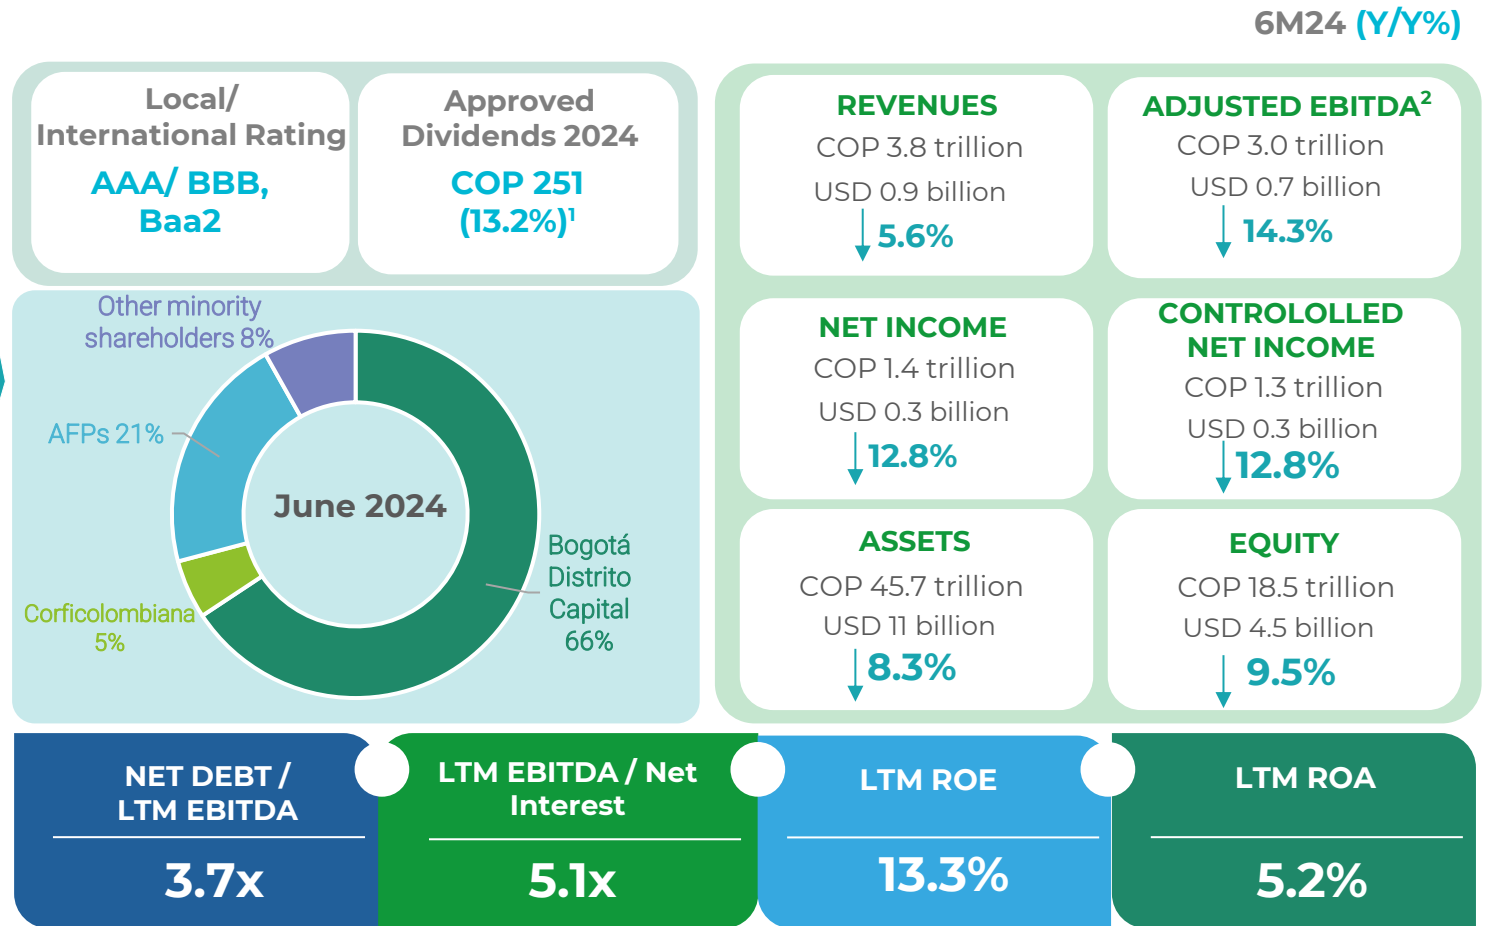 6M24 (Y/Y%)
Local/
International Rating
AAA/ BBB,
Baa2
Approved
Dividends 2024
COP 251
(13.2%)¹
Other minority
shareholders 8%
AFPs 21%
Corficolombiana
5%
June 2024
Bogotá
Distrito
Capital
66%
REVENUES
COP 3.8 trillion
USD 0.9 billion
5.6%
ADJUSTED EBITDA²
COP 3.0 trillion
USD 0.7 billion
14.3%
NET INCOME
COP 1.4 trillion
USD 0.3 billion
12.8%
CONTROLOLLED
NET INCOME
COP 1.3 trillion
USD 0.3 billion
12.8%
ASSETS
COP 45.7 trillion
USD 11 billion
8.3%
EQUITY
COP 18.5 trillion
USD 4.5 billion
9.5%
NET DEBT /
LTM EBITDA
3.7x
LTM EBITDA / Net
Interest
5.1x
LTM ROE
13.3%
LTM ROA
5.2%